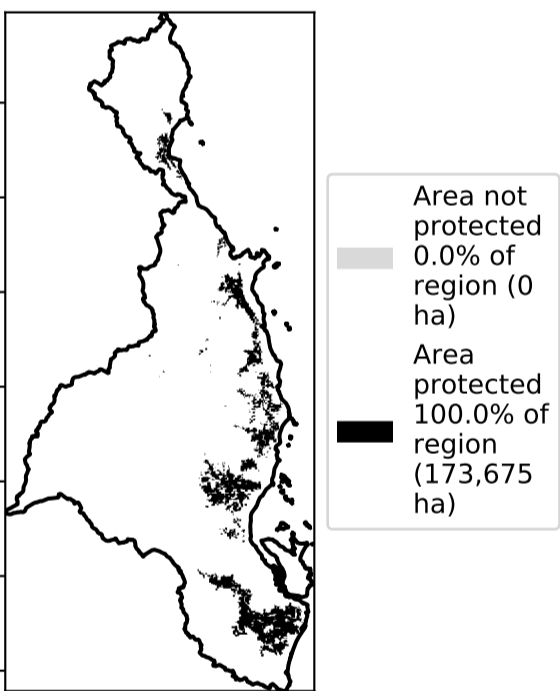 Area not
protected
0.0% of
region (0
ha)
Area
protected
100.0% of
region
(173,675
ha)